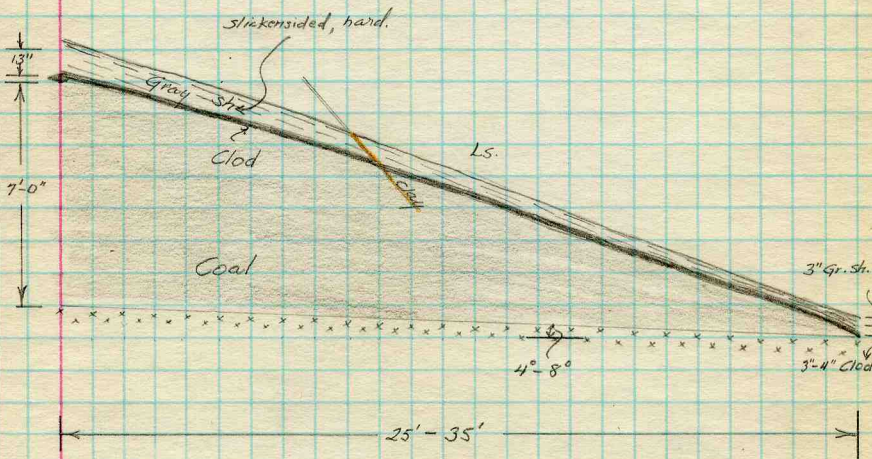 slickensided, hard.
13"
Gray sh.
Clod
Ls.
clay
7'-0"
Coal
3" Gr. sh.
4°-8°
3"-4" Clod
25' - 35'